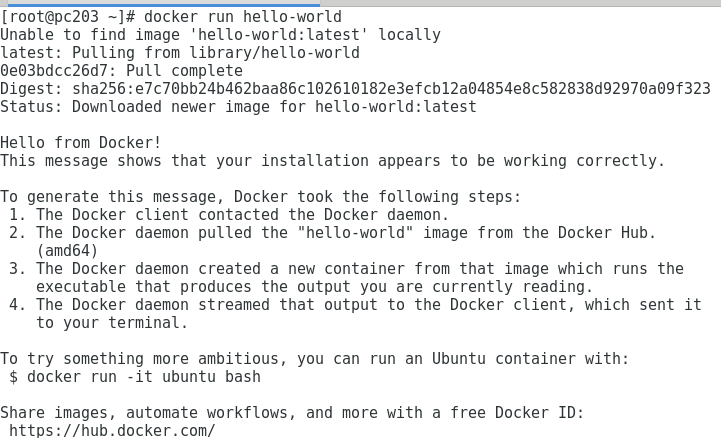 [root@pc203 ~]# docker run hello-world
Unable to find image 'hello-world:latest' locally
latest: Pulling from library/hello-world
0e03bdcc26d7: Pull complete
Digest: sha256:e7c70bb24b462baa86c102610182e3efcb12a04854e8c582838d92970a09f323
Status: Downloaded newer image for hello-world:latest

Hello from Docker!
This message shows that your installation appears to be working correctly.

To generate this message, Docker took the following steps:
 1. The Docker client contacted the Docker daemon.
 2. The Docker daemon pulled the "hello-world" image from the Docker Hub.
    (amd64)
 3. The Docker daemon created a new container from that image which runs the
    executable that produces the output you are currently reading.
 4. The Docker daemon streamed that output to the Docker client, which sent it
    to your terminal.

To try something more ambitious, you can run an Ubuntu container with:
 $ docker run -it ubuntu bash

Share images, automate workflows, and more with a free Docker ID:
 https://hub.docker.com/